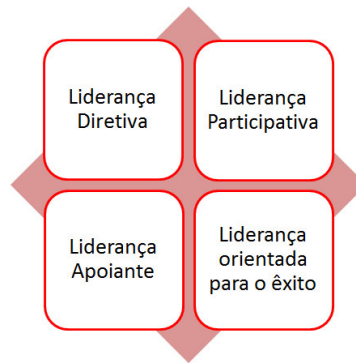 Liderança
Diretiva
Liderança
Participativa
Liderança
Apoiante
Liderança
orientada
para o êxito